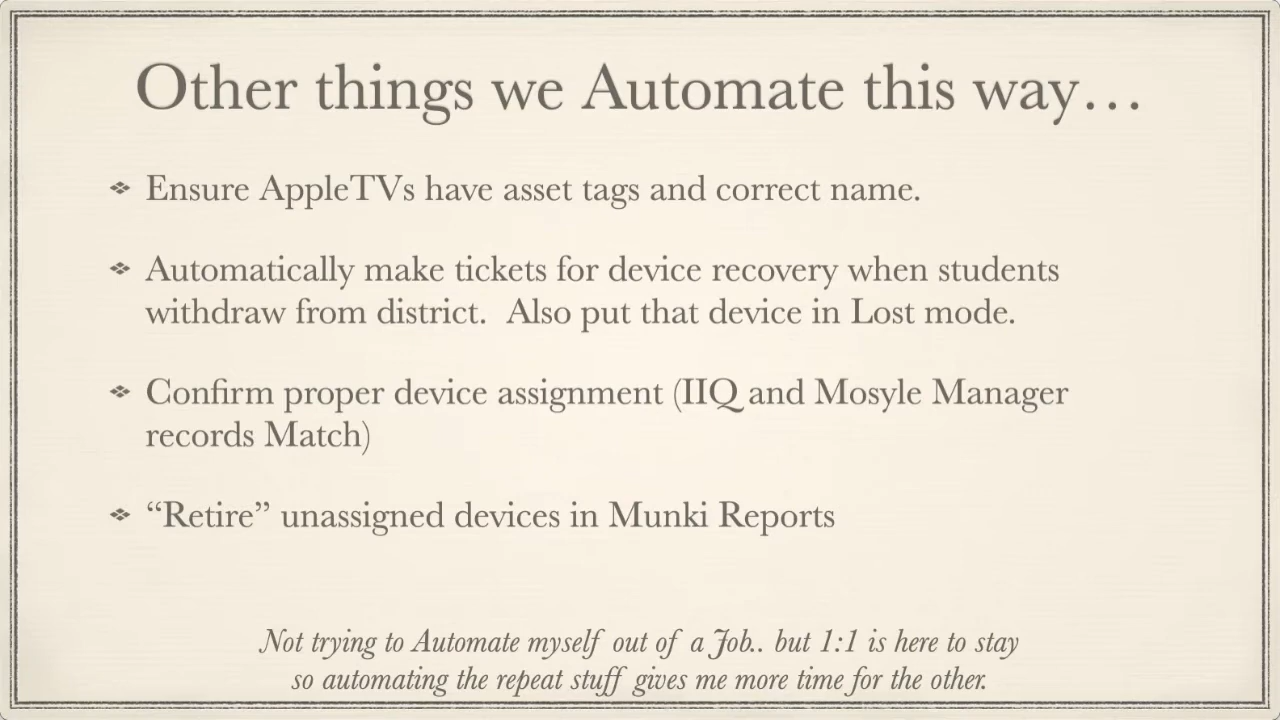 Other things we Automate this way…
Ensure AppleTVs have asset tags and correct name.
Automatically make tickets for device recovery when students
withdraw from district.  Also put that device in Lost mode.
Confirm proper device assignment (IIQ and Mosyle Manager
records Match)
“Retire” unassigned devices in Munki Reports
Not trying to Automate myself out of a Job.. but 1:1 is here to stay
so automating the repeat stuff gives me more time for the other.